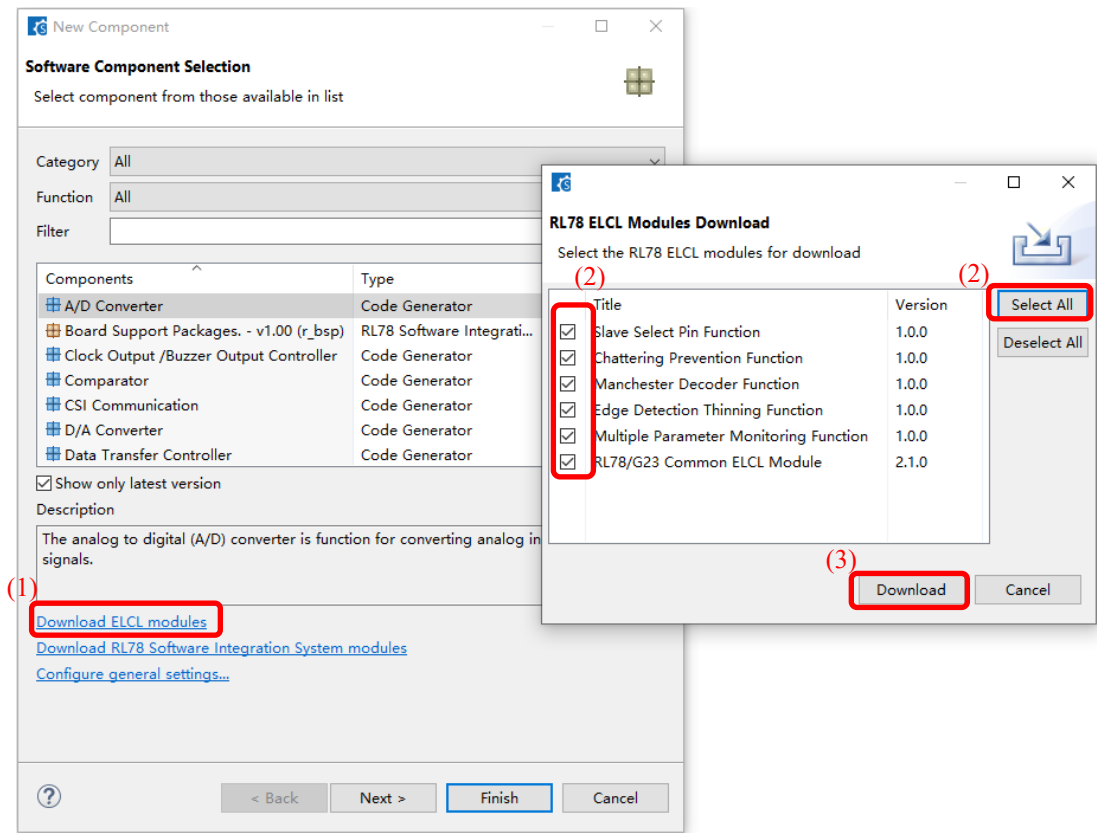 New Component
Software Component Selection
Select component from those available in list
Category All
Function All
Filter
Components Type
A/D Converter Code Generator
Board Support Packages. - v1.00 (r_bsp) RL78 Software Integrati...
Clock Output /Buzzer Output Controller Code Generator
Comparator Code Generator
CSI Communication Code Generator
D/A Converter Code Generator
Data Transfer Controller Code Generator
Show only latest version
Description
The analog to digital (A/D) converter is function for converting analog in
signals.
(1)
Download ELCL modules
Download RL78 Software Integration System modules
Configure general settings...
? < Back Next > Finish Cancel
RL78 ELCL Modules Download
Select the RL78 ELCL modules for download
(2) (2)
Title Version Select All
Slave Select Pin Function 1.0.0 Deselect All
Chattering Prevention Function 1.0.0
Manchester Decoder Function 1.0.0
Edge Detection Thinning Function 1.0.0
Multiple Parameter Monitoring Function 1.0.0
RL78/G23 Common ELCL Module 2.1.0
(3)
Download Cancel